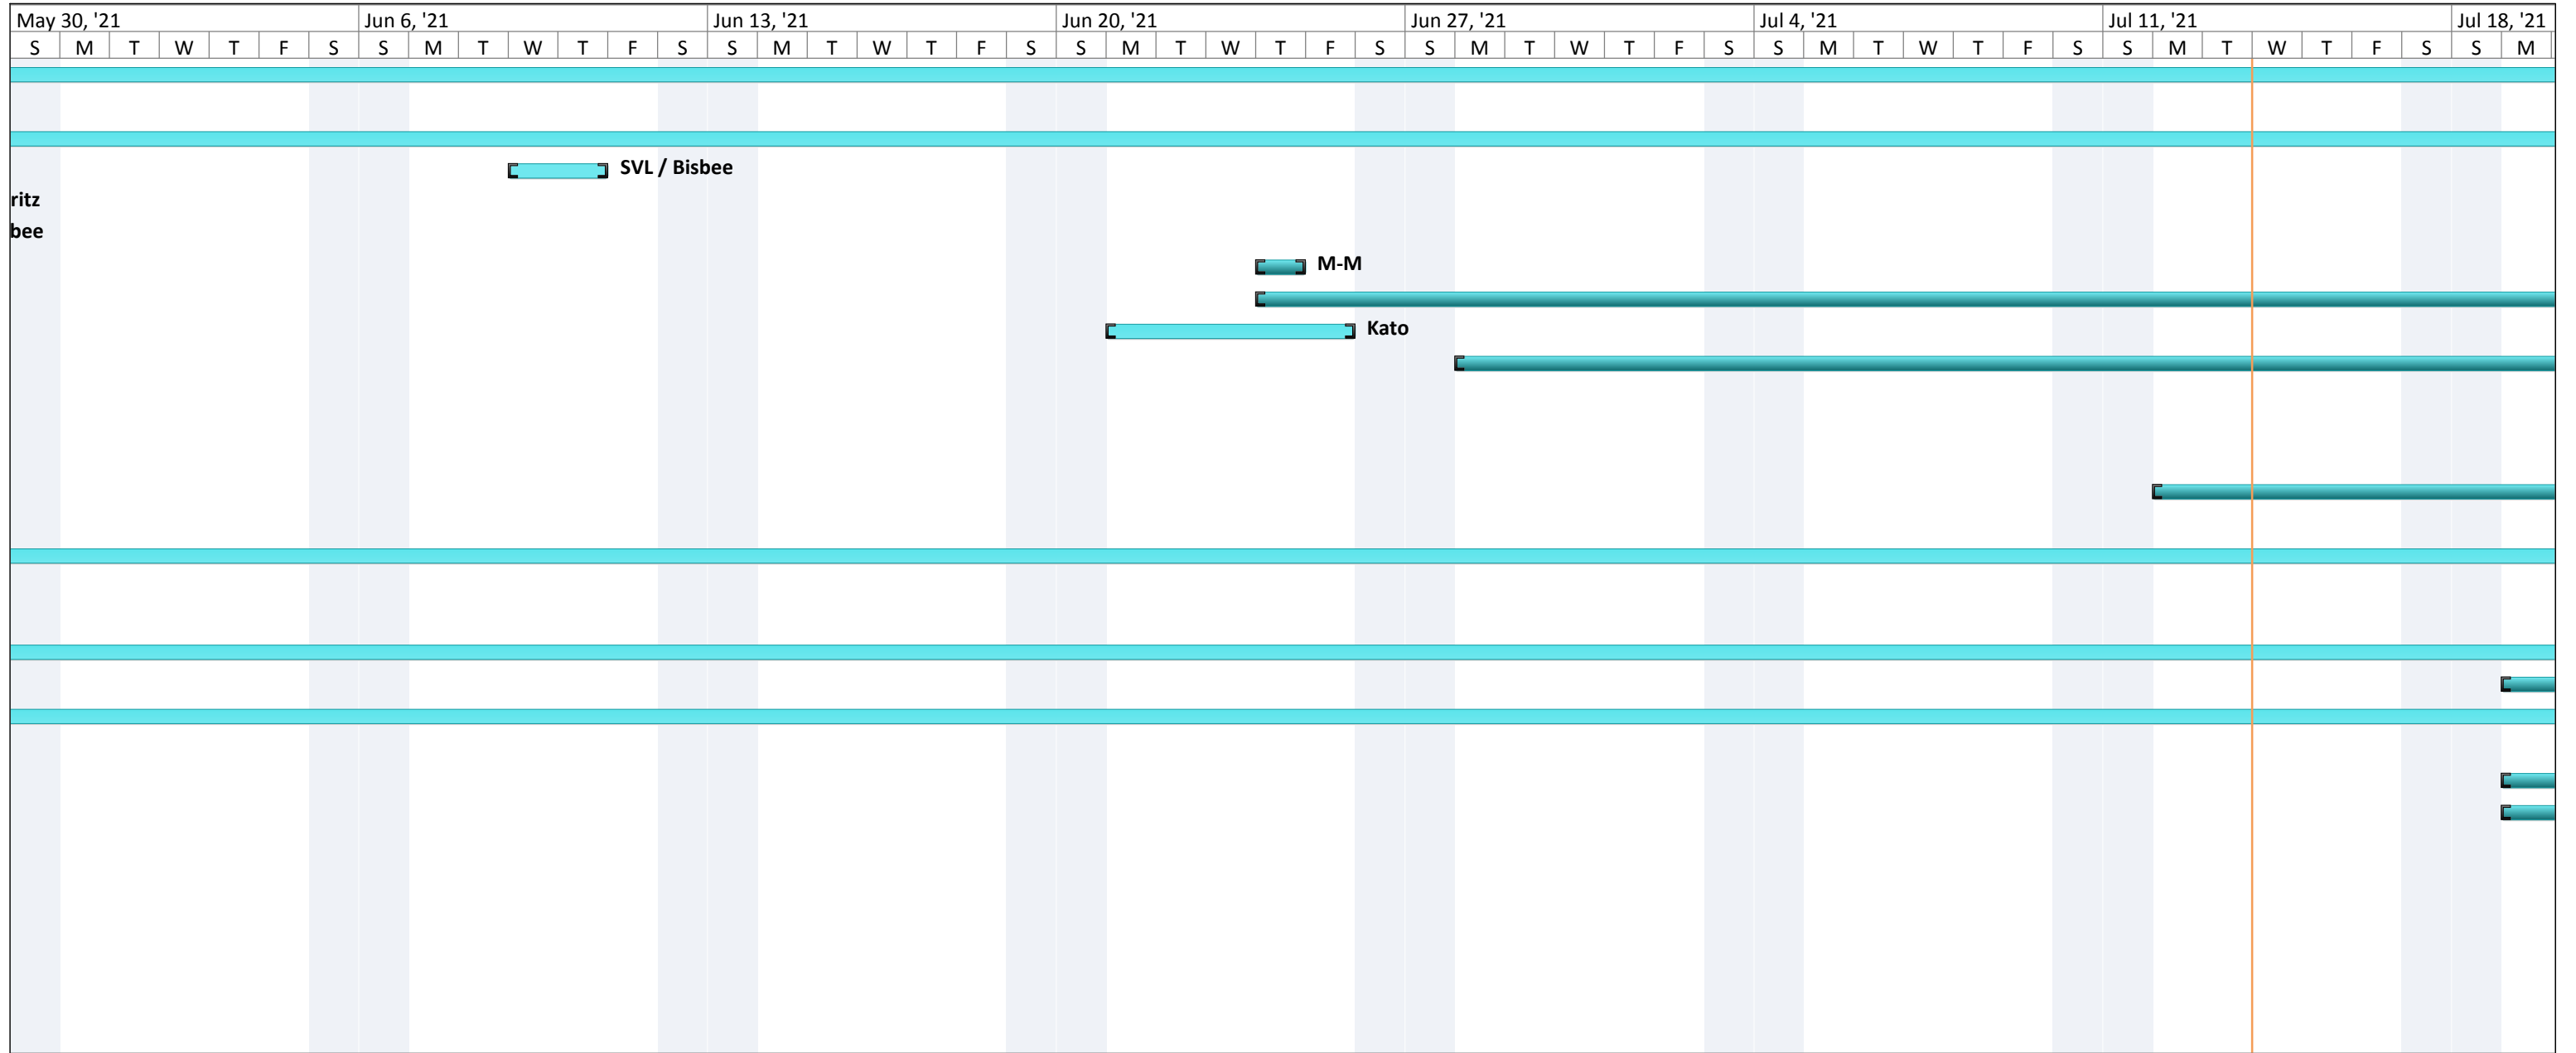 May 30, '21 Jun 6, '21 Jun 13, '21 Jun 20, '21 Jun 27, '21 Jul 4, '21 Jul 11, '21 Jul 18, '21
S M T W T F S S M T W T F S S M T W T F S S M T W T F S S M T W T F S S M T W T F S S M T W T F S S M
SVL / Bisbee
ritz
bee
M-M
Kato